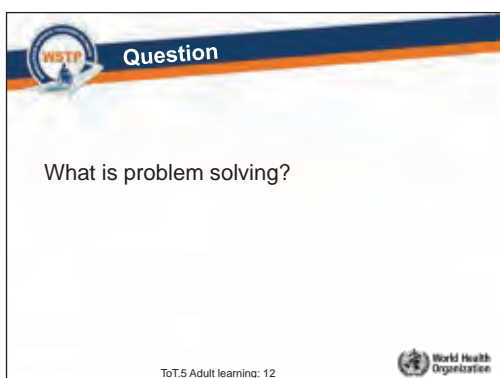 WSTP
Question
What is problem solving?
ToT.5 Adult learning: 12
World Health
Organization